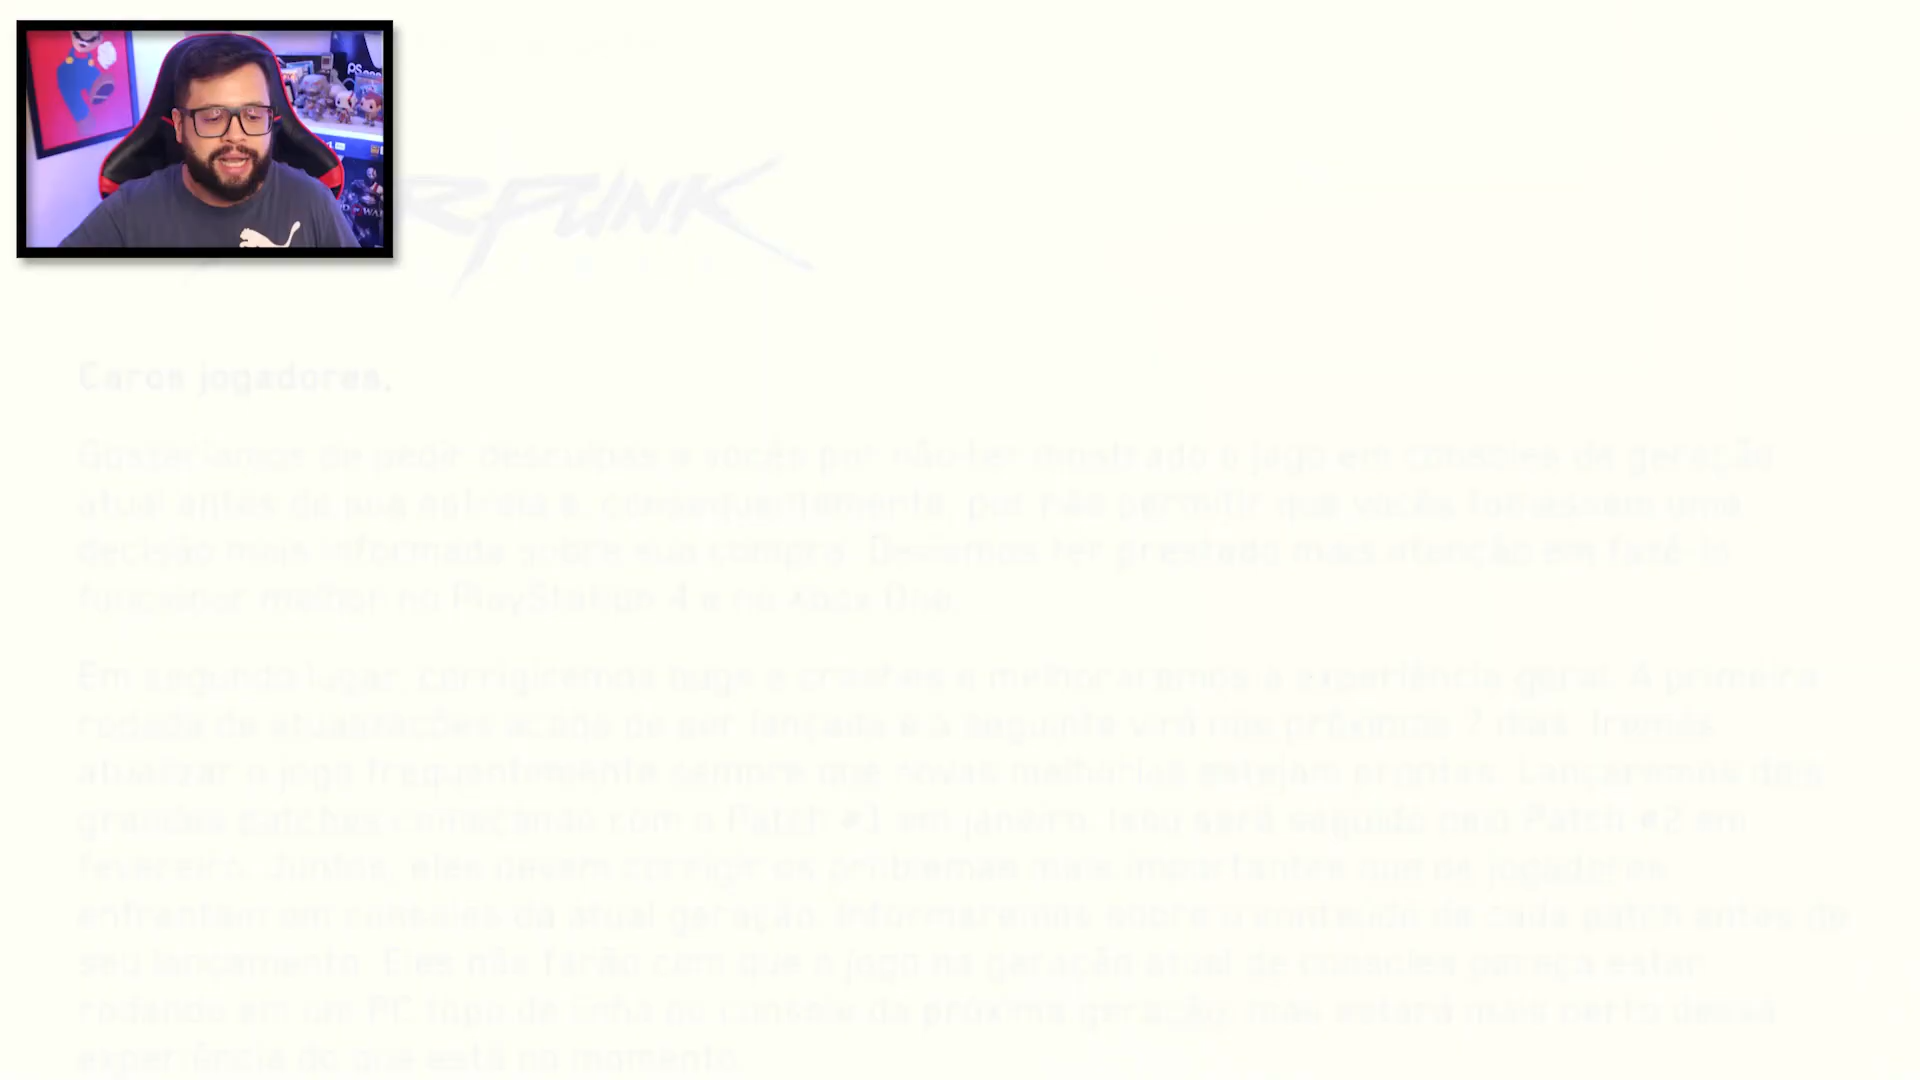 RPUNK
Caros jogadores,
Gostaríamos de pedir desculpas a vocês por não ter mostrado o jogo em consoles de geração
atual antes de sua estreia e, consequentemente, por não permitir que vocês tomassem uma
decisão mais informada sobre sua compra. Devíamos ter prestado mais atenção em fazê-lo
funcionar melhor no PlayStation 4 e no Xbox One.
Em segundo lugar, corrigiremos bugs e crashes e melhoraremos a experiência geral. A primeira
rodada de atualizações acaba de ser lançada e a seguinte virá nos próximos 7 dias. Iremos
atualizar o jogo frequentemente sempre que novas melhorias estejam prontas. Lançaremos dois
grandes patches começando com o Patch #1 em janeiro. Isso será seguido pelo Patch #2 em
fevereiro. Juntos, eles devem corrigir os problemas mais importantes que os jogadores
enfrentam em consoles da atual geração. Informaremos sobre o conteúdo de cada patch antes de
seu lançamento. Eles não farão com que o jogo na geração atual de consoles pareça estar
rodando em um PC topo de linha ou console da próxima geração, mas estará mais perto dessa
experiência do que está no momento.